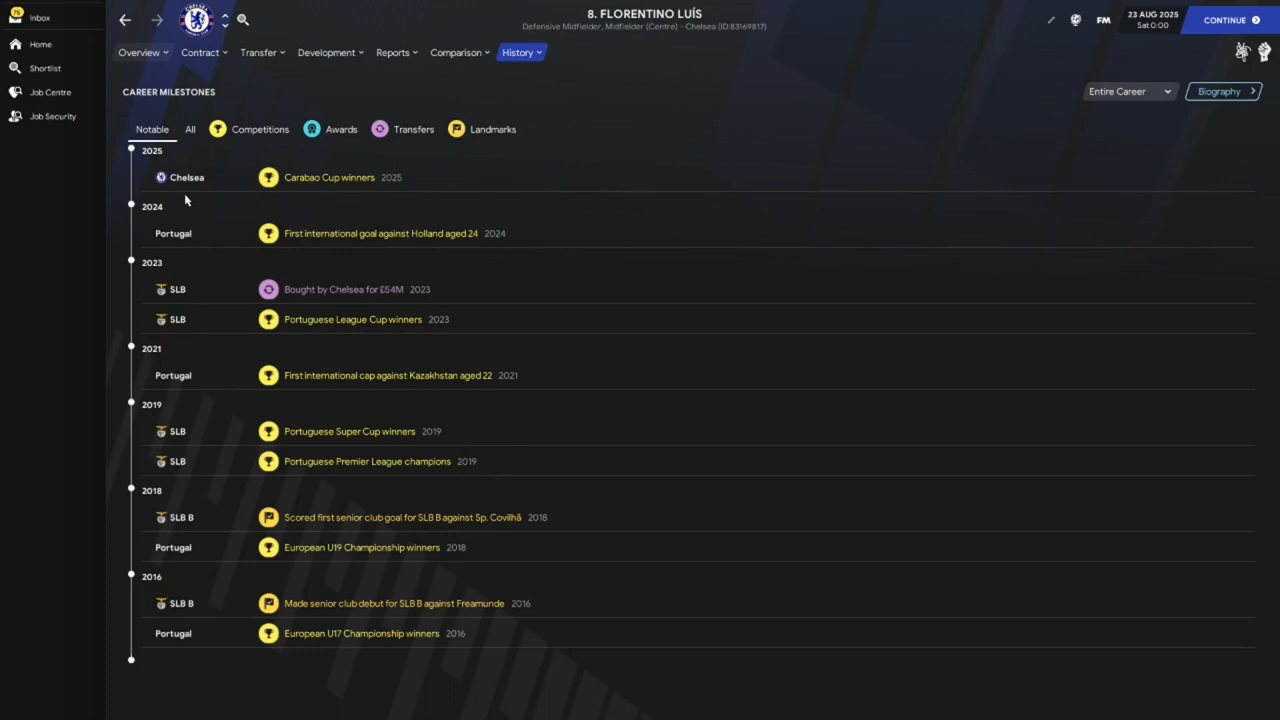 75
Inbox
8. FLORENTINO LUÍS
Defensive Midfielder, Midfielder (Centre) - Chelsea (ID:83169817)
FM
23 AUG 2025
Sat 0:00
CONTINUE
Home
Shortlist
Job Centre
Job Security
Overview
Contract
Transfer
Development
Reports
Comparison
History
CAREER MILESTONES
Entire Career
Biography
Notable
All
Competitions
Awards
Transfers
Landmarks
2025
Chelsea Carabao Cup winners 2025
2024
Portugal First international goal against Holland aged 24 2024
2023
SLB Bought by Chelsea for £54M 2023
SLB Portuguese League Cup winners 2023
2021
Portugal First international cap against Kazakhstan aged 22 2021
2019
SLB Portuguese Super Cup winners 2019
SLB Portuguese Premier League champions 2019
2018
SLB B Scored first senior club goal for SLB B against Sp. Covilhã 2018
Portugal European U19 Championship winners 2018
2016
SLB B Made senior club debut for SLB B against Freamunde 2016
Portugal European U17 Championship winners 2016